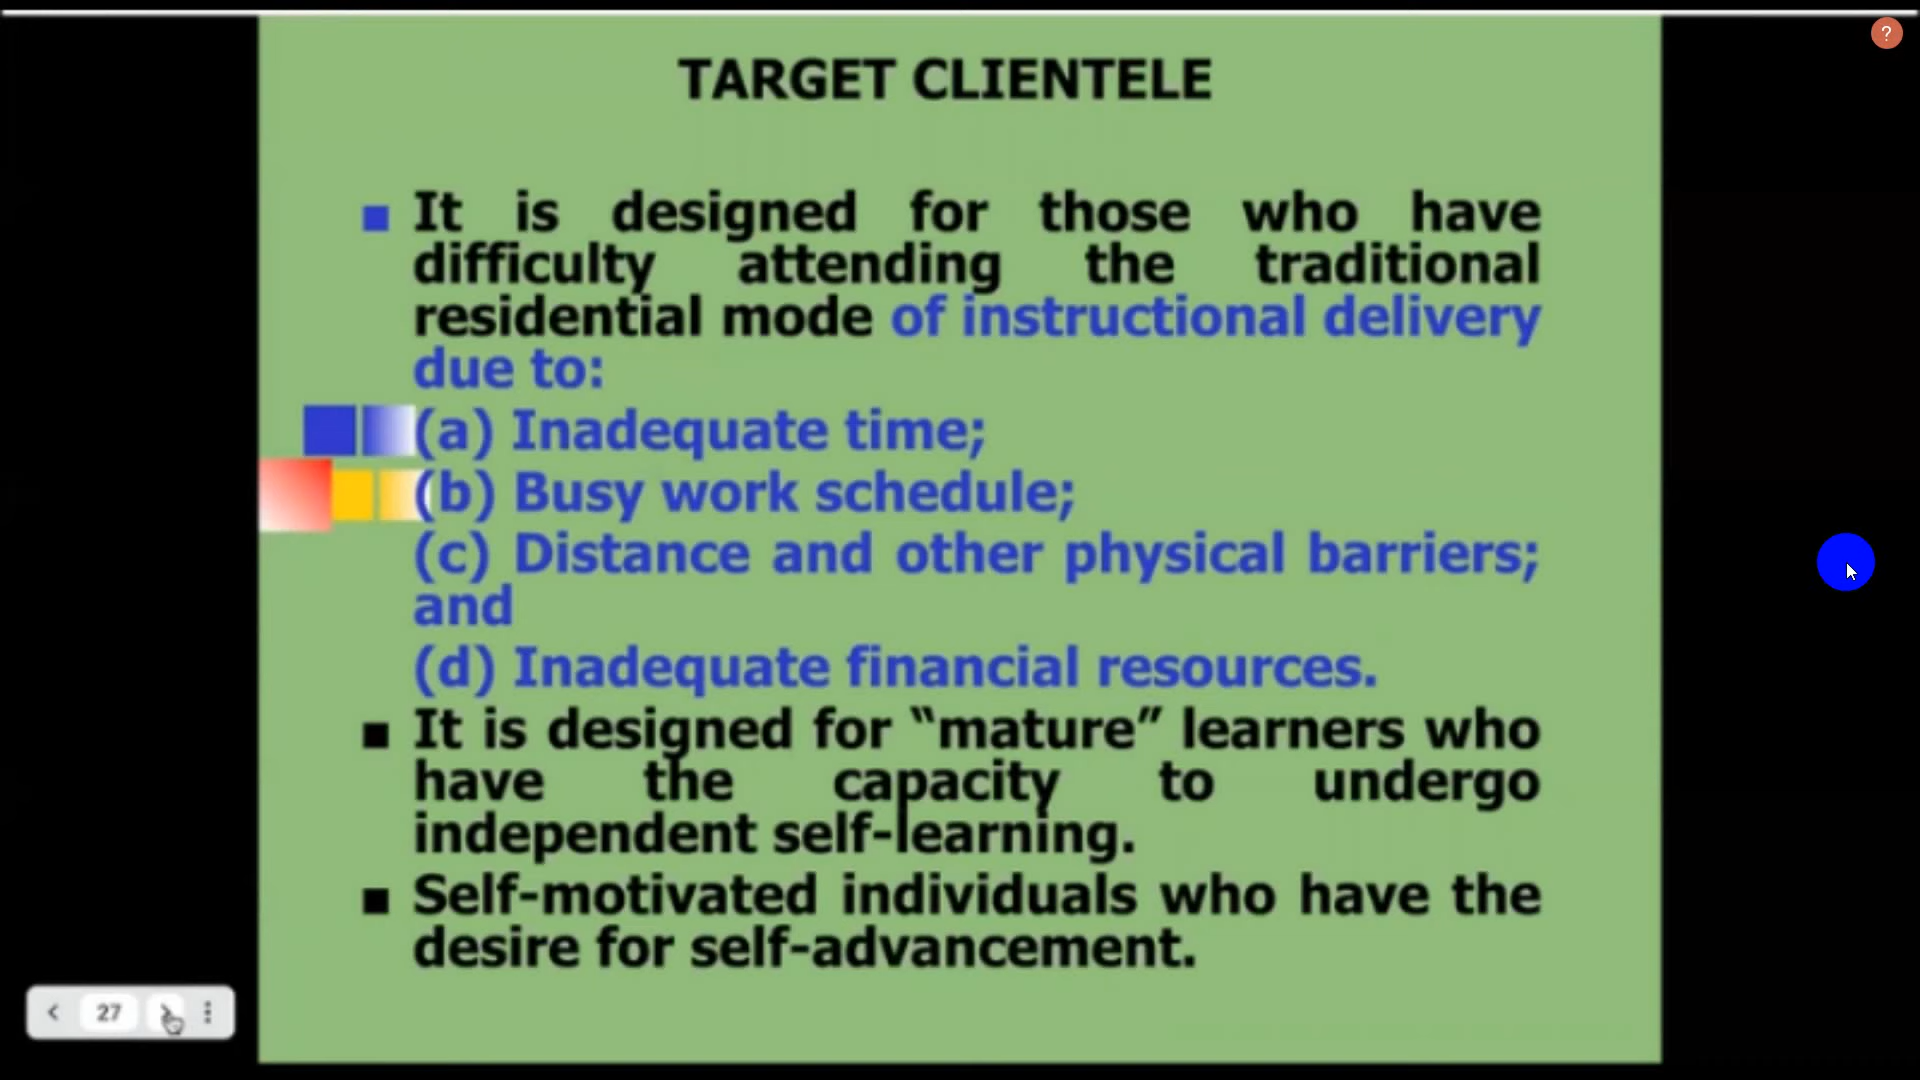 TARGET CLIENTELE
It is designed for those who have
difficulty attending the traditional
residential mode of instructional delivery
due to:
(a) Inadequate time;
(b) Busy work schedule;
(c) Distance and other physical barriers;
and
(d) Inadequate financial resources.
It is designed for “mature” learners who
have the capacity to undergo
independent self-learning.
Self-motivated individuals who have the
desire for self-advancement.
27
?